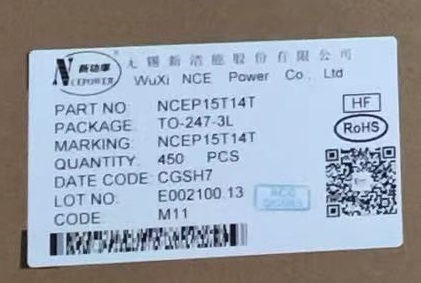 新功率
NCEPOWER
无锡新洁能股份有限公司
WuXi NCE Power Co., Ltd
PART NO: NCEP15T14T
HF
PACKAGE: TO-247-3L
RoHS
MARKING: NCEP15T14T
QUANTITY: 450 PCS
DATE CODE: CGSH7
LOT NO: E002100.13
CODE: M11